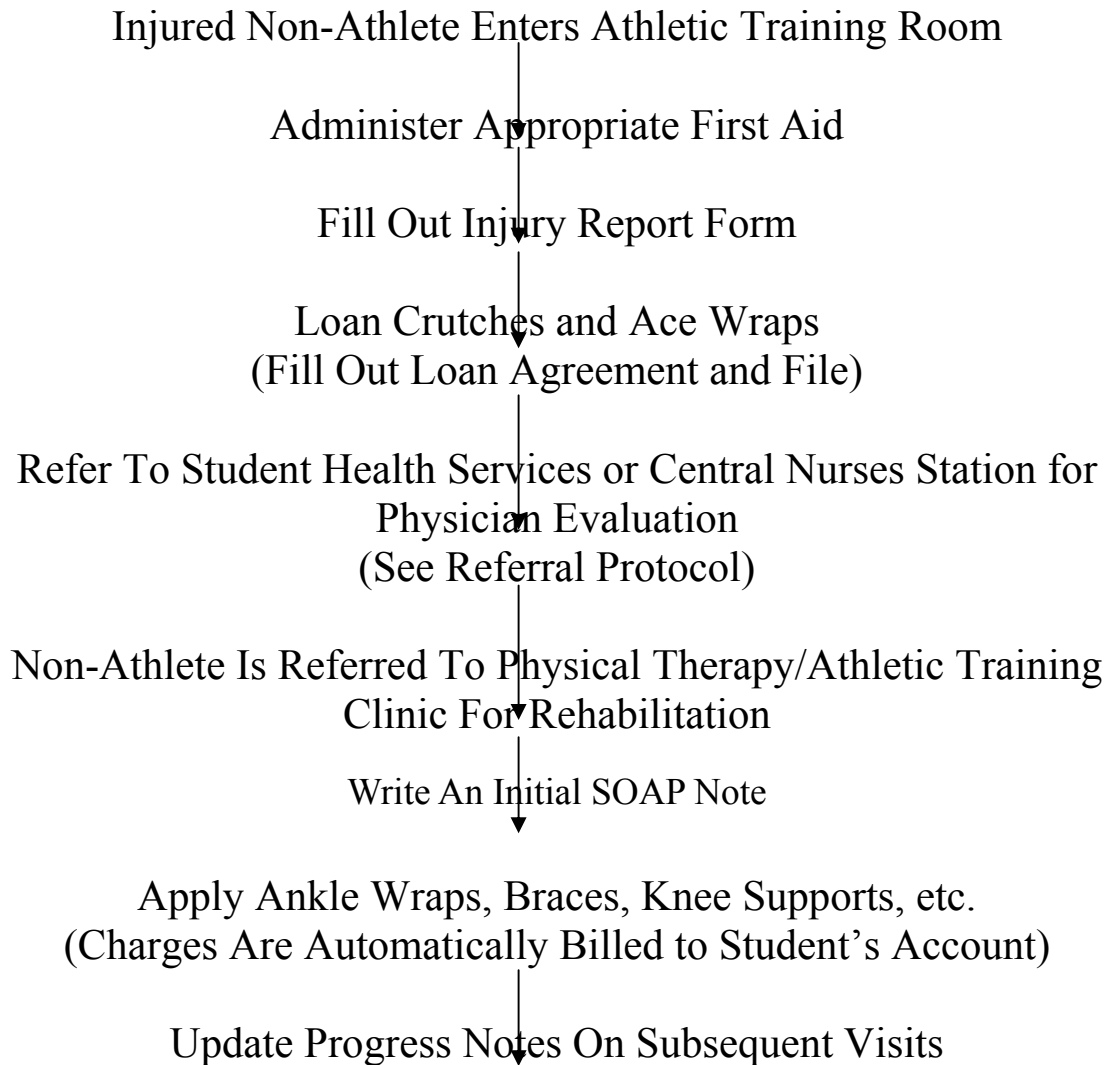 Injured Non-Athlete Enters Athletic Training Room
Administer Appropriate First Aid
Fill Out Injury Report Form
Loan Crutches and Ace Wraps
(Fill Out Loan Agreement and File)
Refer To Student Health Services or Central Nurses Station for
Physician Evaluation
(See Referral Protocol)
Non-Athlete Is Referred To Physical Therapy/Athletic Training
Clinic For Rehabilitation
Write An Initial SOAP Note
Apply Ankle Wraps, Braces, Knee Supports, etc.
(Charges Are Automatically Billed to Student’s Account)
Update Progress Notes On Subsequent Visits